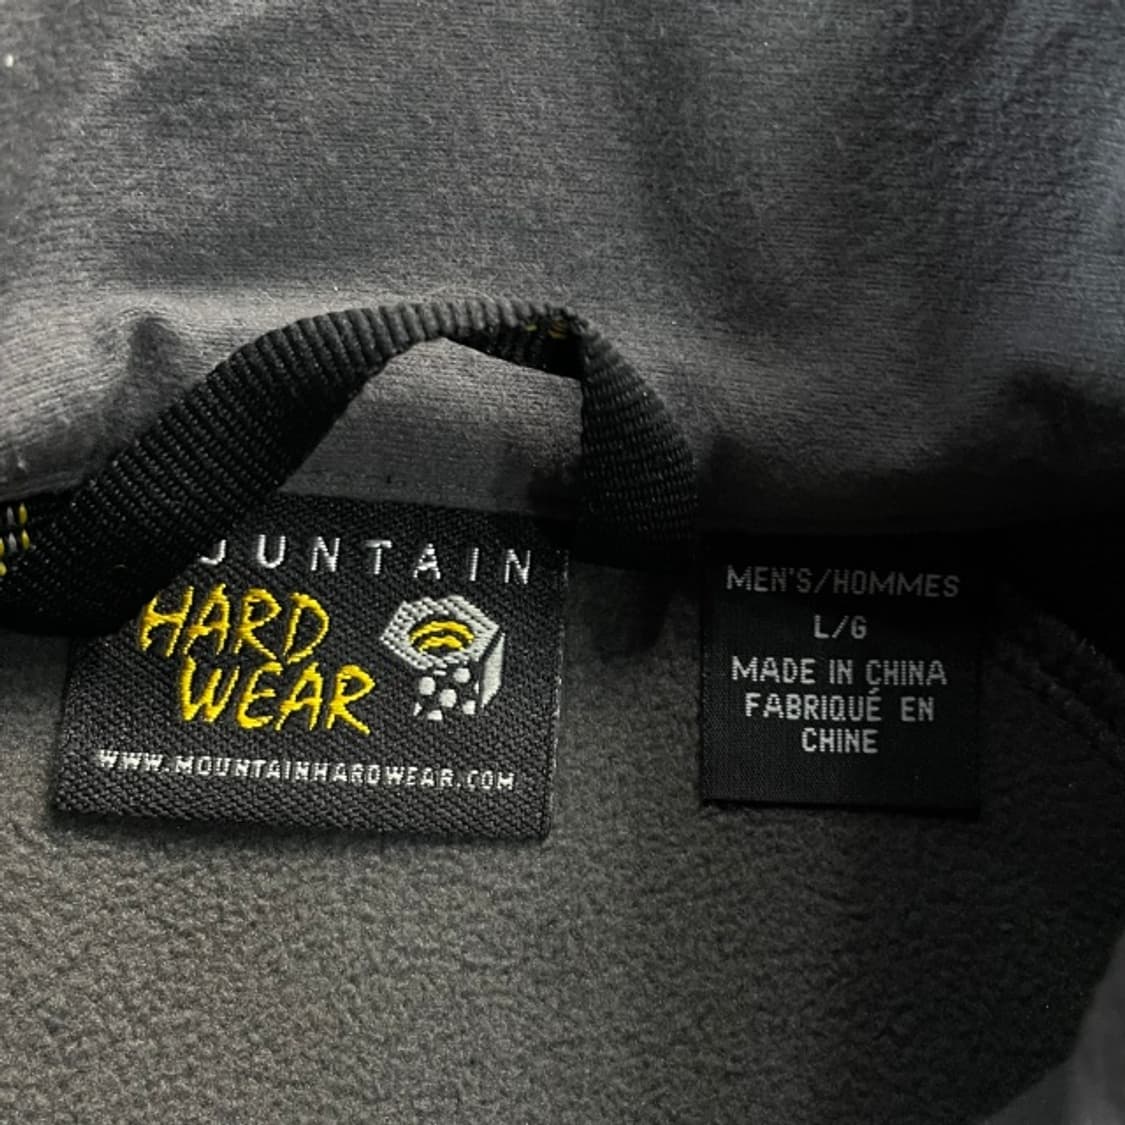 OUNTAIN
HARD
WEAR
WWW.MOUNTAINHARDWEAR.COM
MEN'S/HOMMES
L/G
MADE IN CHINA
FABRIQUÉ EN
CHINE